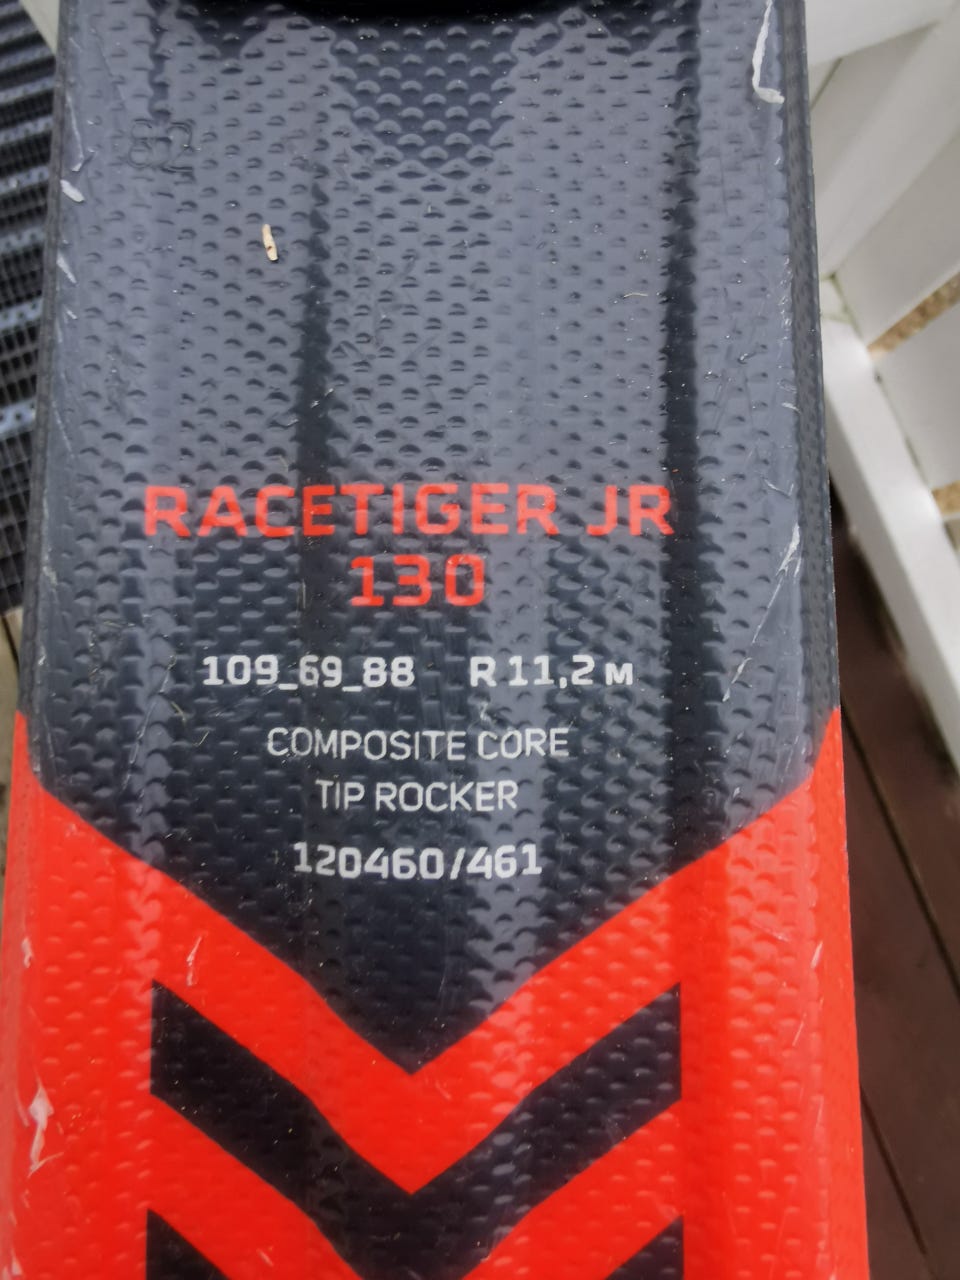 RACETIGER JR
130
109_69_88 R 11,2 M
COMPOSITE CORE
TIP ROCKER
120460/461